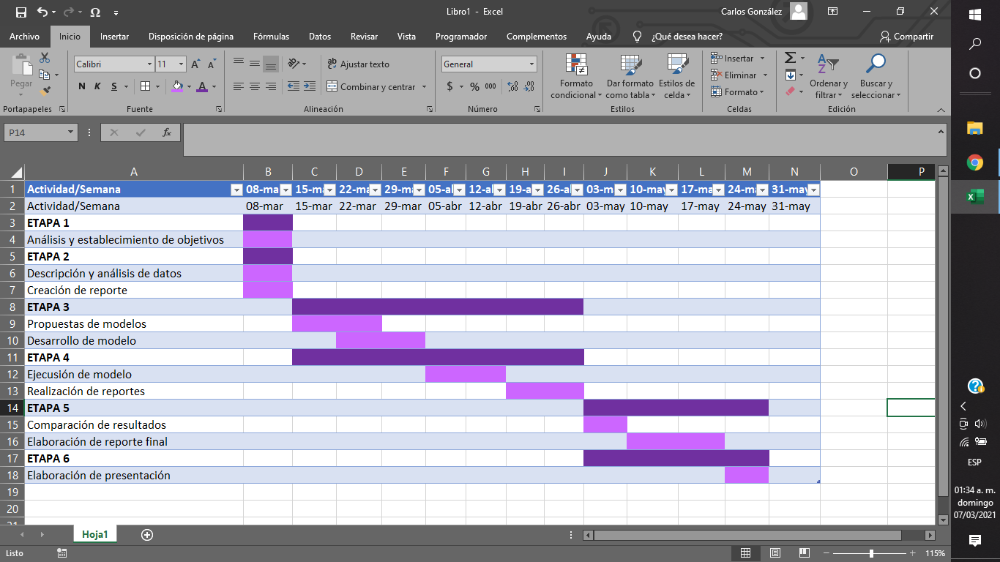 Libro1 - Excel
Carlos González
Archivo Inicio Insertar Disposición de página Fórmulas Datos Revisar Vista Programador Complementos Ayuda ¿Qué desea hacer? Compartir
Pegar
Portapapeles
Calibri 11
N K S
Fuente
Ajustar texto
Combinar y centrar
Alineación
General
$ % 000
Número
Formato condicional
Dar formato como tabla
Estilos de celda
Estilos
Insertar
Eliminar
Formato
Celdas
Ordenar y filtrar
Buscar y seleccionar
Edición
P14 fx
A B C D E F G H I J K L M N O P
1 Actividad/Semana 08-ma 15-ma 22-ma 29-ma 05-al 12-al 19-a 26-al 03-m 10-may 17-ma 24-ma 31-may
2 Actividad/Semana 08-mar 15-mar 22-mar 29-mar 05-abr 12-abr 19-abr 26-abr 03-may 10-may 17-may 24-may 31-may
3 ETAPA 1
4 Análisis y establecimiento de objetivos
5 ETAPA 2
6 Descripción y análisis de datos
7 Creación de reporte
8 ETAPA 3
9 Propuestas de modelos
10 Desarrollo de modelo
11 ETAPA 4
12 Ejecución de modelo
13 Realización de reportes
14 ETAPA 5
15 Comparación de resultados
16 Elaboración de reporte final
17 ETAPA 6
18 Elaboración de presentación
19
20
21
Hoja1
Listo
115%
ESP
01:34 a. m.
domingo
07/03/2021